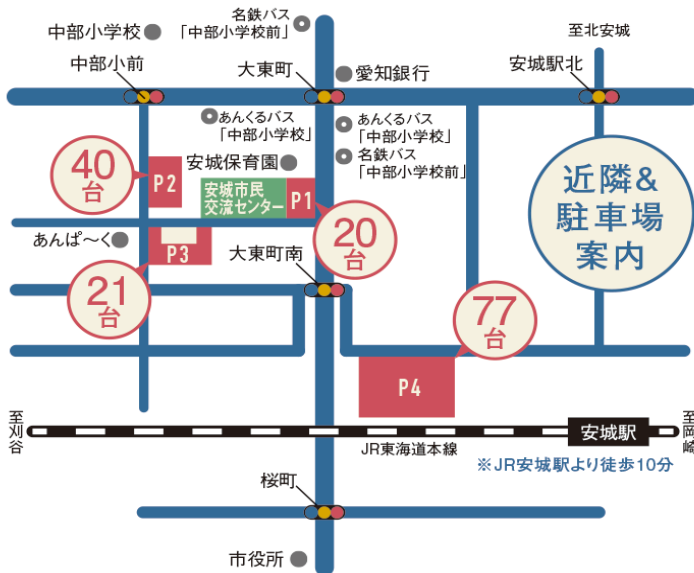 名鉄バス
「中部小学校前」
至北安城
中部小学校
中部小前
大東町
愛知銀行
安城駅北
あんくるバス
「中部小学校」
あんくるバス
「中部小学校」
名鉄バス
「中部小学校前」
40
台
P2
安城保育園
安城市民
交流センター
P1
近隣&
駐車場
案内
20
台
あんぱ〜く
P3
大東町南
21
台
77
台
P4
至刈谷
安城駅
至岡崎
JR東海道本線
※JR安城駅より徒歩10分
桜町
市役所